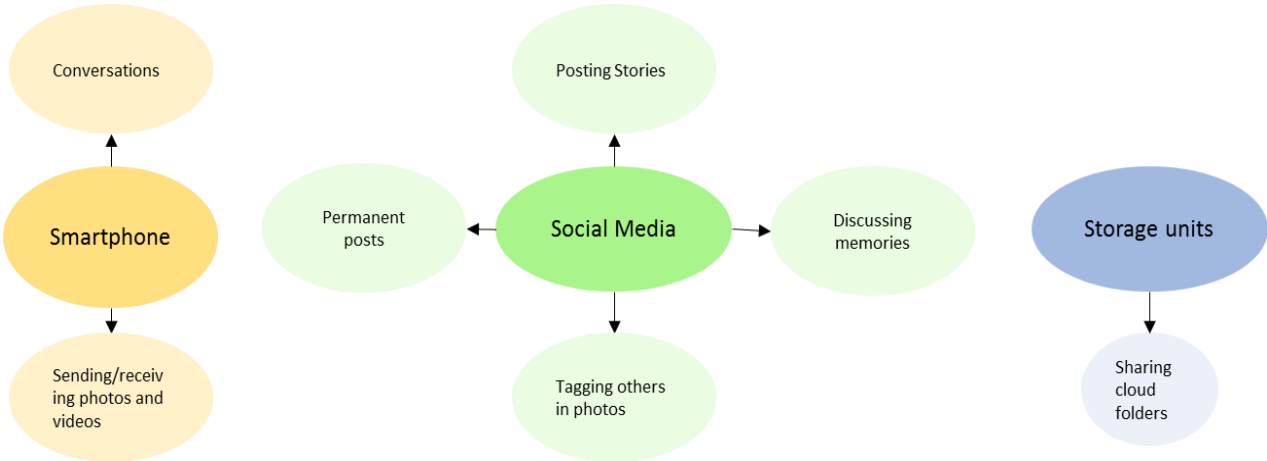 Conversations
Smartphone
Sending/receiv
ing photos and
videos
Posting Stories
Permanent
posts
Social Media
Discussing
memories
Tagging others
in photos
Storage units
Sharing
cloud
folders